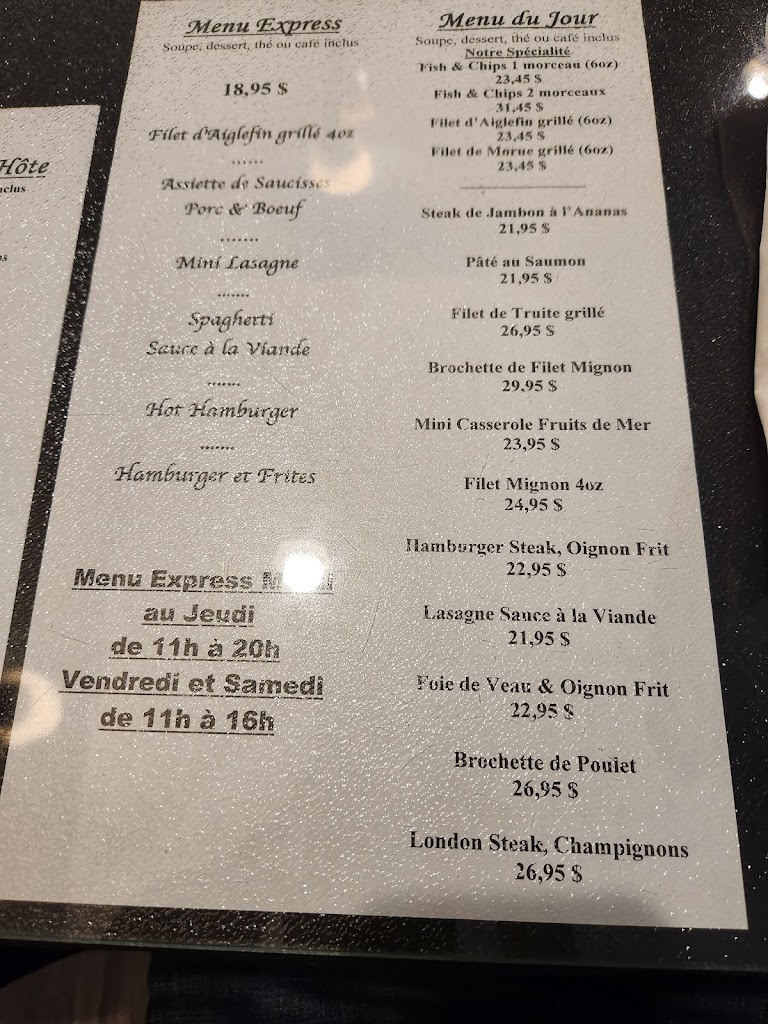 Hôte
Menu Express
Soupe, dessert, thé ou café inclus
18,95 $
Filet d'Aiglefin grillé 4oz
......
Assiette de Saucisses
Porc & Boeuf
.......
Mini Lasagne
.......
Spaghetti
Sauce à la Viande
.......
Hot Hamburger
.......
Hamburger et Frites
Menu Express
au Jeudi
de 11h à 20h
Vendredi et Samedi
de 11h à 16h
Menu du Jour
Soupe, dessert, thé ou café inclus
Notre Spécialité
Fish & Chips 1 morceau (6oz)
23,45 $
Fish & Chips 2 morceaux
31,45 $
Filet d'Aiglefin grillé (6oz)
23,45 $
Filet de Morue grillé (6oz)
23,45 $
Steak de Jambon à l'Ananas
21,95 $
Pâté au Saumon
21,95 $
Filet de Truite grillé
26,95 $
Brochette de Filet Mignon
29,95 $
Mini Casserole Fruits de Mer
23,95 $
Filet Mignon 4oz
24,95 $
Hamburger Steak, Oignon Frit
22,95 $
Lasagne Sauce à la Viande
21,95 $
Foie de Veau & Oignon Frit
22,95 $
Brochette de Poulet
26,95 $
London Steak, Champignons
26,95 $